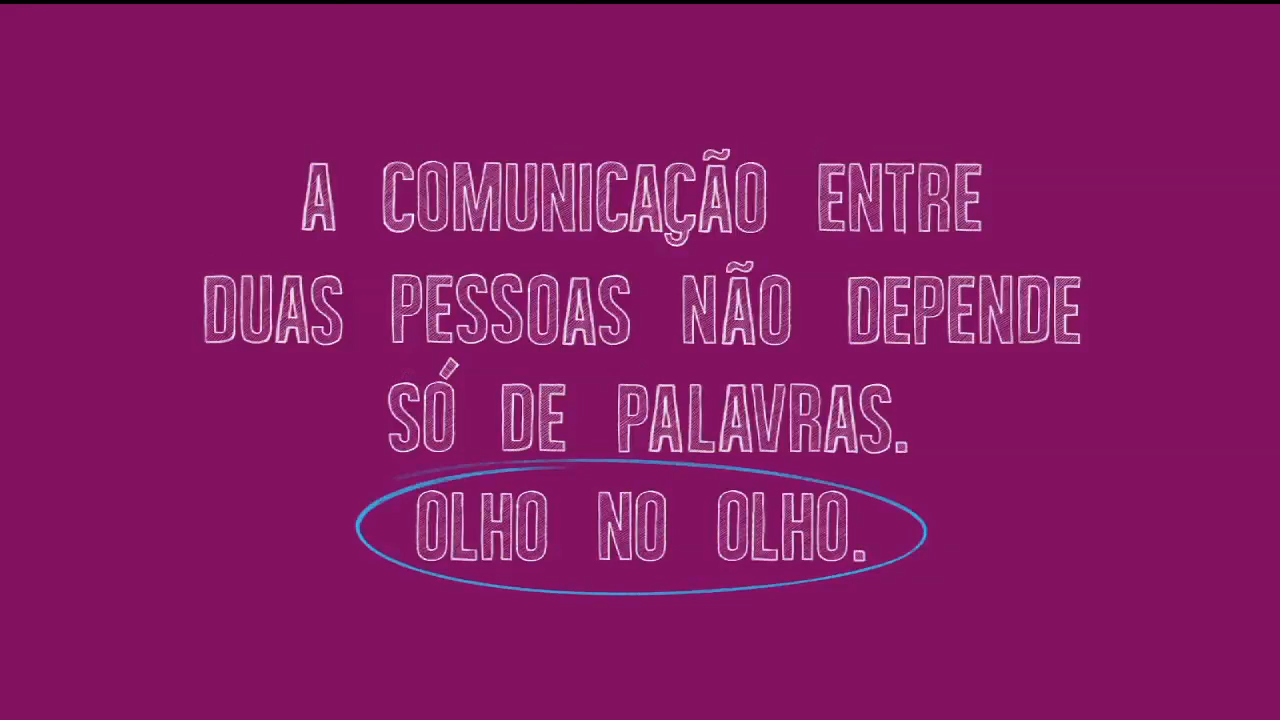 A COMUNICAÇÃO ENTRE
DUAS PESSOAS NÃO DEPENDE
SÓ DE PALAVRAS.
OLHO NO OLHO.